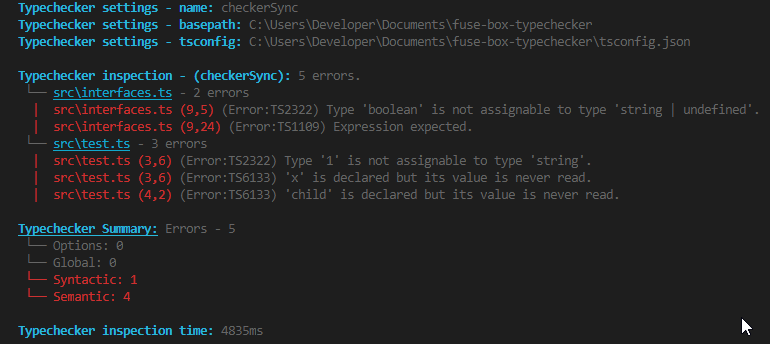 Typechecker settings - name: checkerSync
Typechecker settings - basepath: C:\Users\Developer\Documents\fuse-box-typechecker
Typechecker settings - tsconfig: C:\Users\Developer\Documents\fuse-box-typechecker\tsconfig.json
Typechecker inspection - (checkerSync): 5 errors.
└── src\interfaces.ts - 2 errors
| src\interfaces.ts (9,5) (Error:TS2322) Type 'boolean' is not assignable to type 'string | undefined'.
| src\interfaces.ts (9,24) (Error:TS1109) Expression expected.
└── src\test.ts - 3 errors
| src\test.ts (3,6) (Error:TS2322) Type '1' is not assignable to type 'string'.
| src\test.ts (3,6) (Error:TS6133) 'x' is declared but its value is never read.
| src\test.ts (4,2) (Error:TS6133) 'child' is declared but its value is never read.
Typechecker Summary: Errors - 5
└── Options: 0
└── Global: 0
└── Syntactic: 1
└── Semantic: 4
Typechecker inspection time: 4835ms